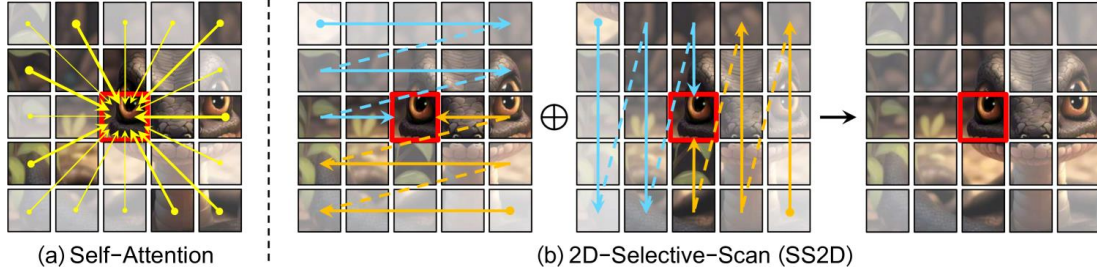 (a) Self−Attention
(b) 2D−Selective−Scan (SS2D)